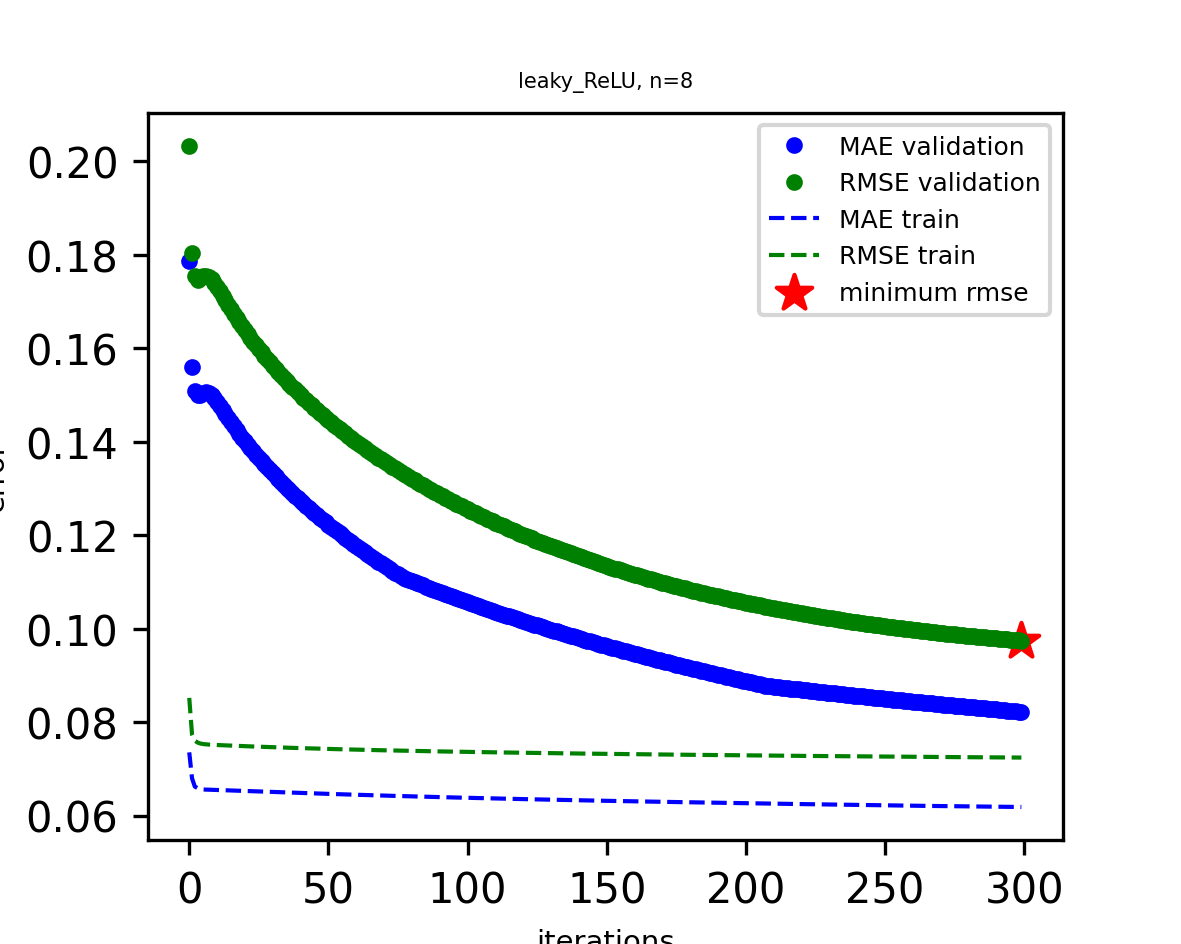 leaky_ReLU, n=8
MAE validation
RMSE validation
MAE train
RMSE train
minimum rmse
0.20
0.18
0.16
0.14
0.12
0.10
0.08
0.06
0 50 100 150 200 250 300
iterations